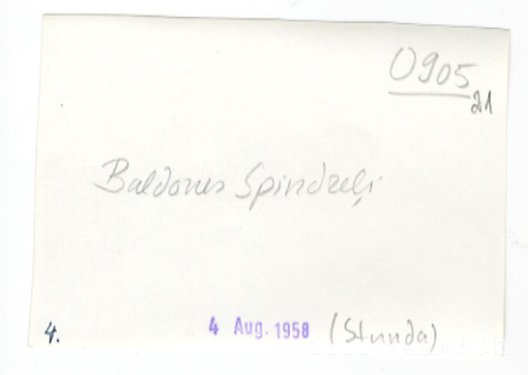 0905
21
Baldones Spindzeļi
4. 4 Aug. 1958 (Stunda)